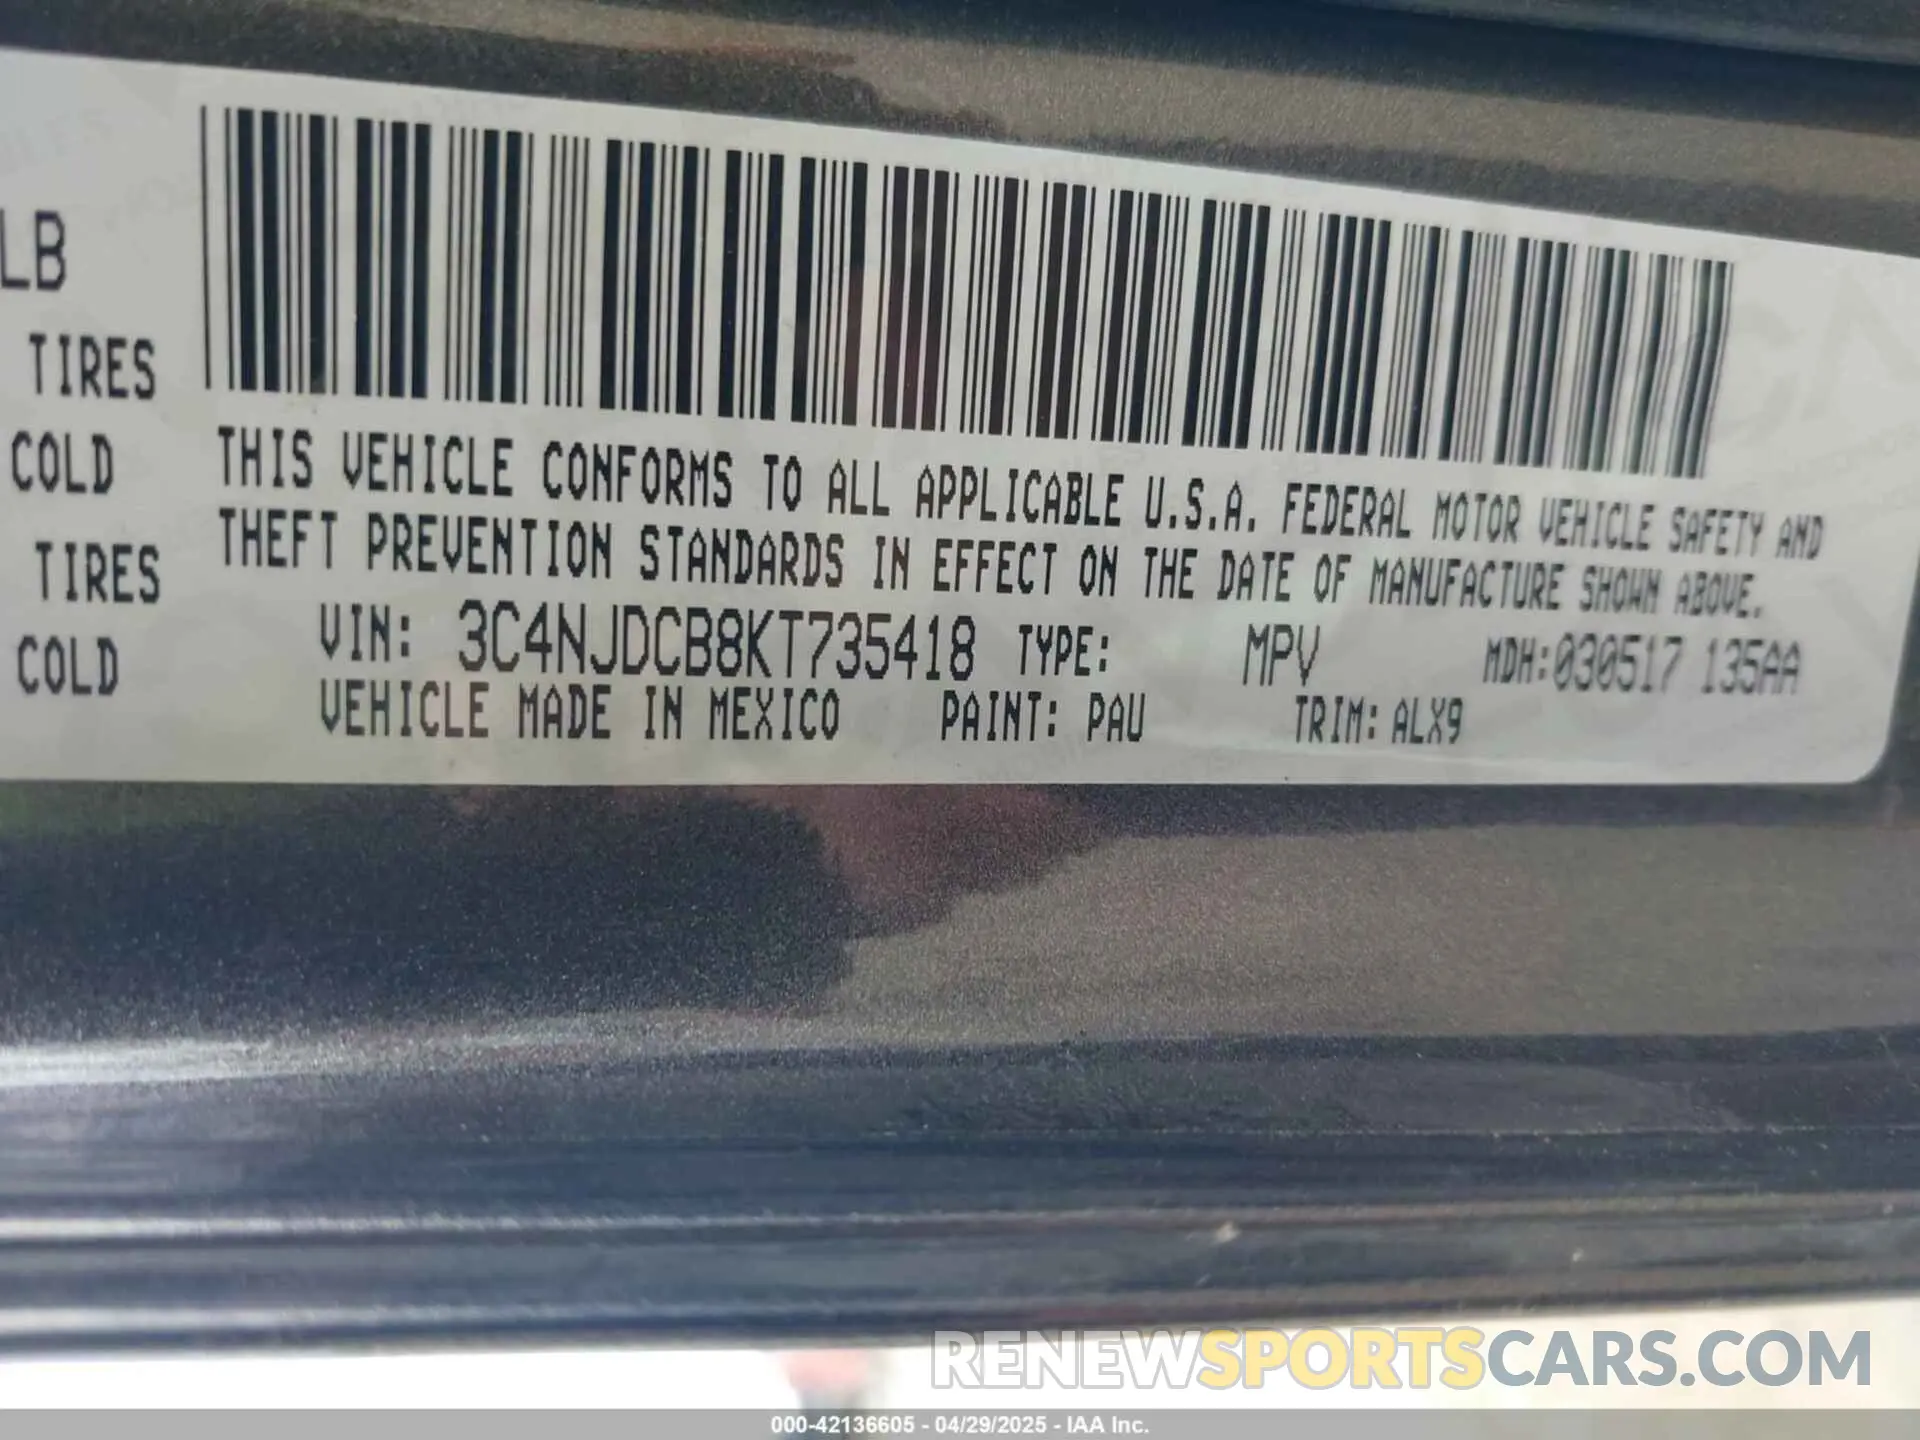 LB
TIRES
COLD
TIRES
COLD
THIS VEHICLE CONFORMS TO ALL APPLICABLE U.S.A. FEDERAL MOTOR VEHICLE SAFETY AND
THEFT PREVENTION STANDARDS IN EFFECT ON THE DATE OF MANUFACTURE SHOWN ABOVE.
VIN: 3C4NJDCB8KT735418 TYPE: MPV MDH:030517 135AA
VEHICLE MADE IN MEXICO PAINT: PAU TRIM: ALX9
RENEWSPORTSCARS.COM
000-42136605 - 04/29/2025 - IAA Inc.